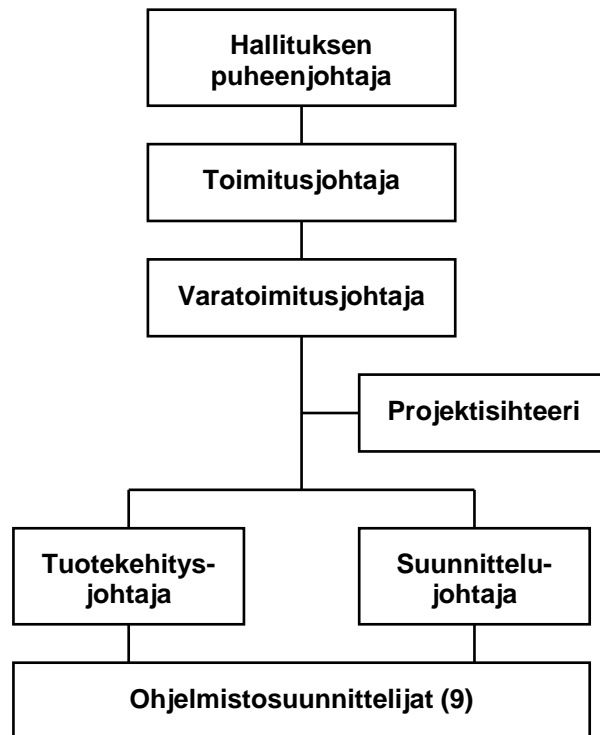 Hallituksen
puheenjohtaja
Toimitusjohtaja
Varatoimitusjohtaja
Projektisihteeri
Tuotekehitys-
johtaja
Suunnittelu-
johtaja
Ohjelmistosuunnittelijat (9)